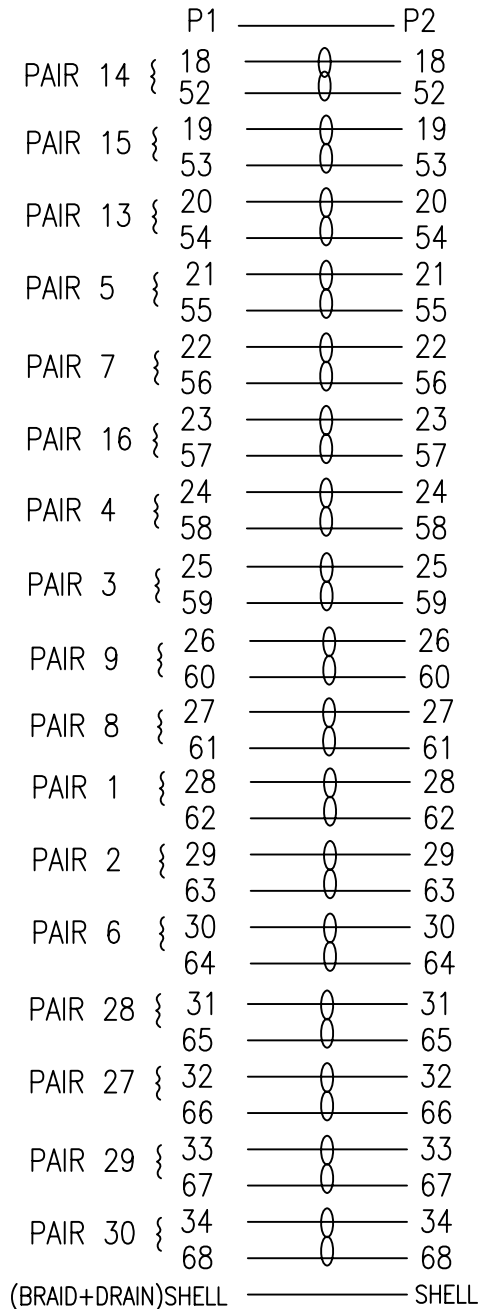 P1 P2
18 18
PAIR 14
52 52
19 19
PAIR 15
53 53
20 20
PAIR 13
54 54
21 21
PAIR 5
55 55
22 22
PAIR 7
56 56
23 23
PAIR 16
57 57
24 24
PAIR 4
58 58
25 25
PAIR 3
59 59
26 26
PAIR 9
60 60
27 27
PAIR 8
61 61
28 28
PAIR 1
62 62
29 29
PAIR 2
63 63
30 30
PAIR 6
64 64
31 31
PAIR 28
65 65
32 32
PAIR 27
66 66
33 33
PAIR 29
67 67
34 34
PAIR 30
68 68
(BRAID+DRAIN)SHELL SHELL